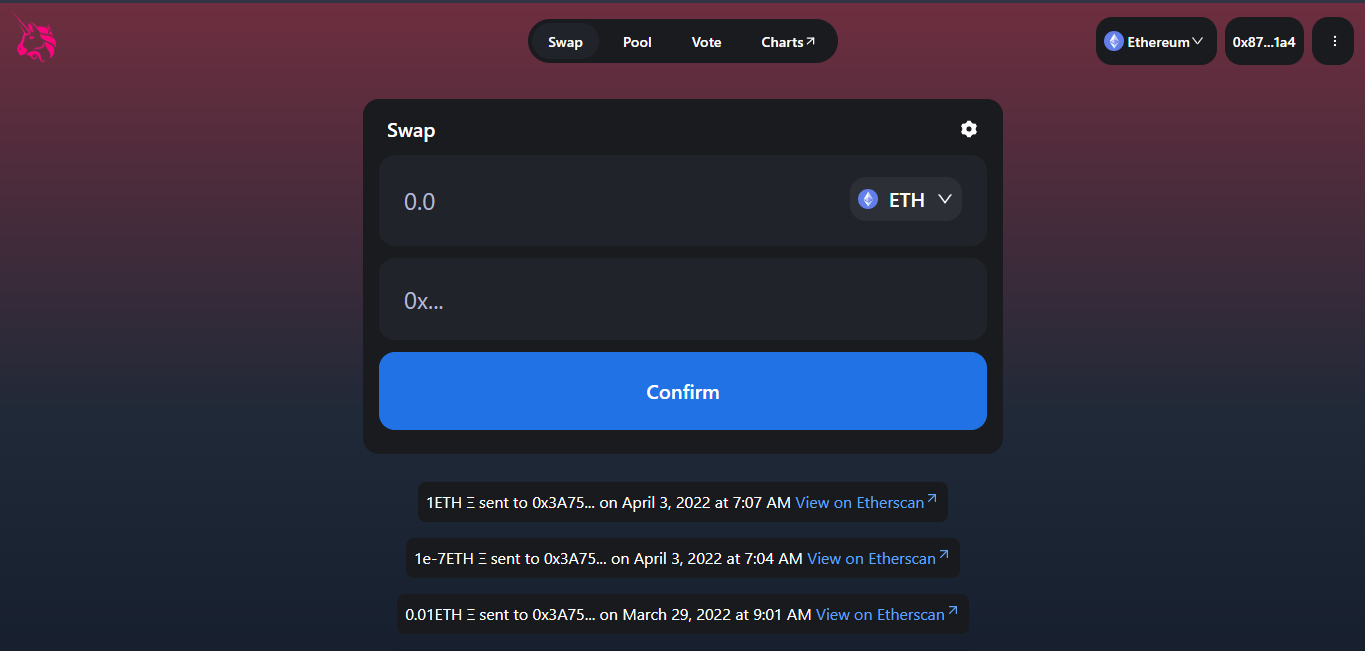 Swap Pool Vote Charts Ethereum 0x87...1a4
Swap
0.0 ETH
0x...
Confirm
1ETH Ξ sent to 0x3A75... on April 3, 2022 at 7:07 AM View on Etherscan
1e-7ETH Ξ sent to 0x3A75... on April 3, 2022 at 7:04 AM View on Etherscan
0.01ETH Ξ sent to 0x3A75... on March 29, 2022 at 9:01 AM View on Etherscan